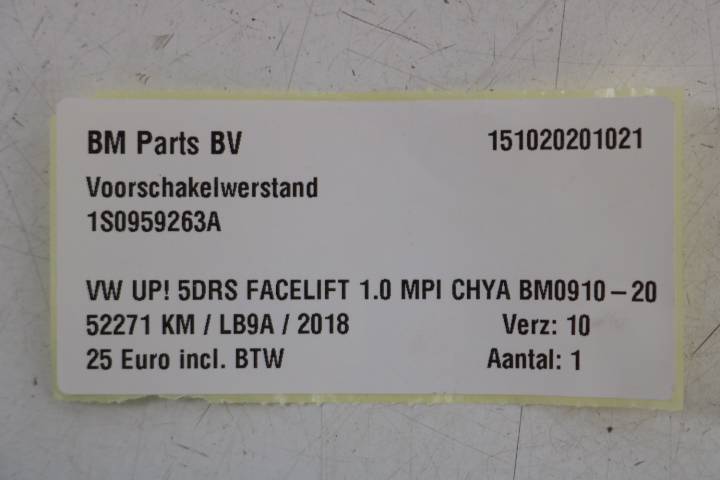 BM Parts BV 151020201021
Voorschakelwerstand
1S0959263A
VW UP! 5DRS FACELIFT 1.0 MPI CHYA BM0910-20
52271 KM / LB9A / 2018 Verz: 10
25 Euro incl. BTW Aantal: 1